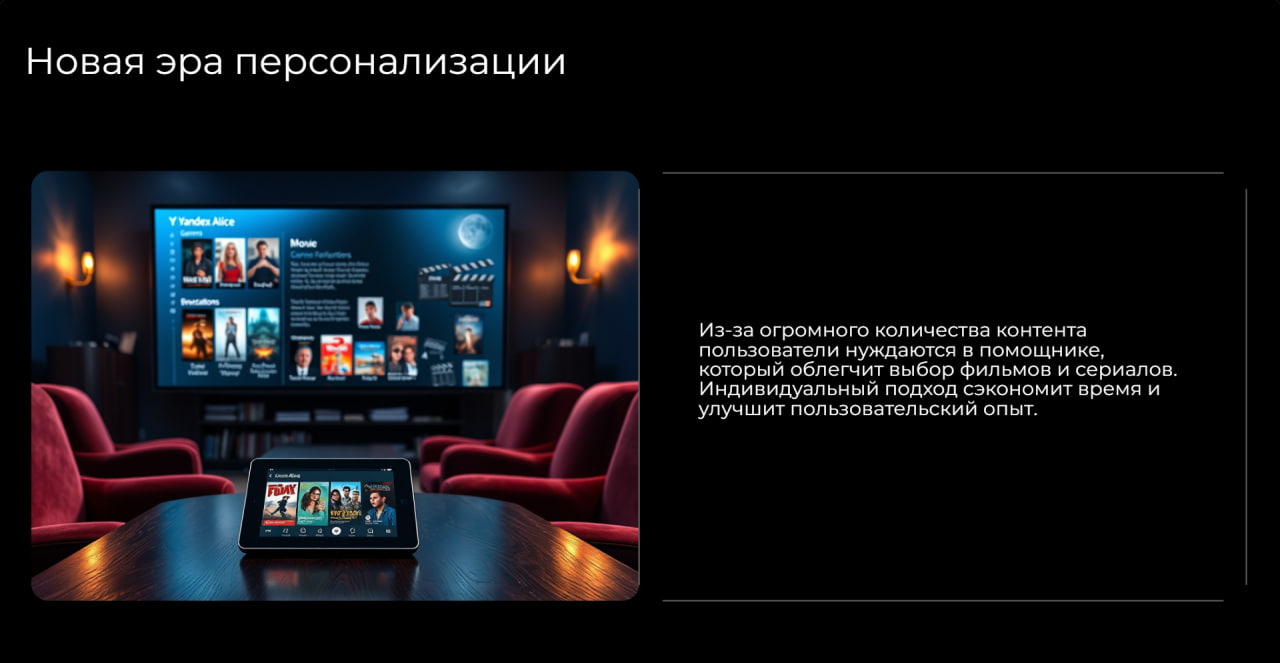 Новая эра персонализации
Yandex Alice
Movie
Из-за огромного количества контента
пользователи нуждаются в помощнике,
который облегчит выбор фильмов и сериалов.
Индивидуальный подход сэкономит время и
улучшит пользовательский опыт.